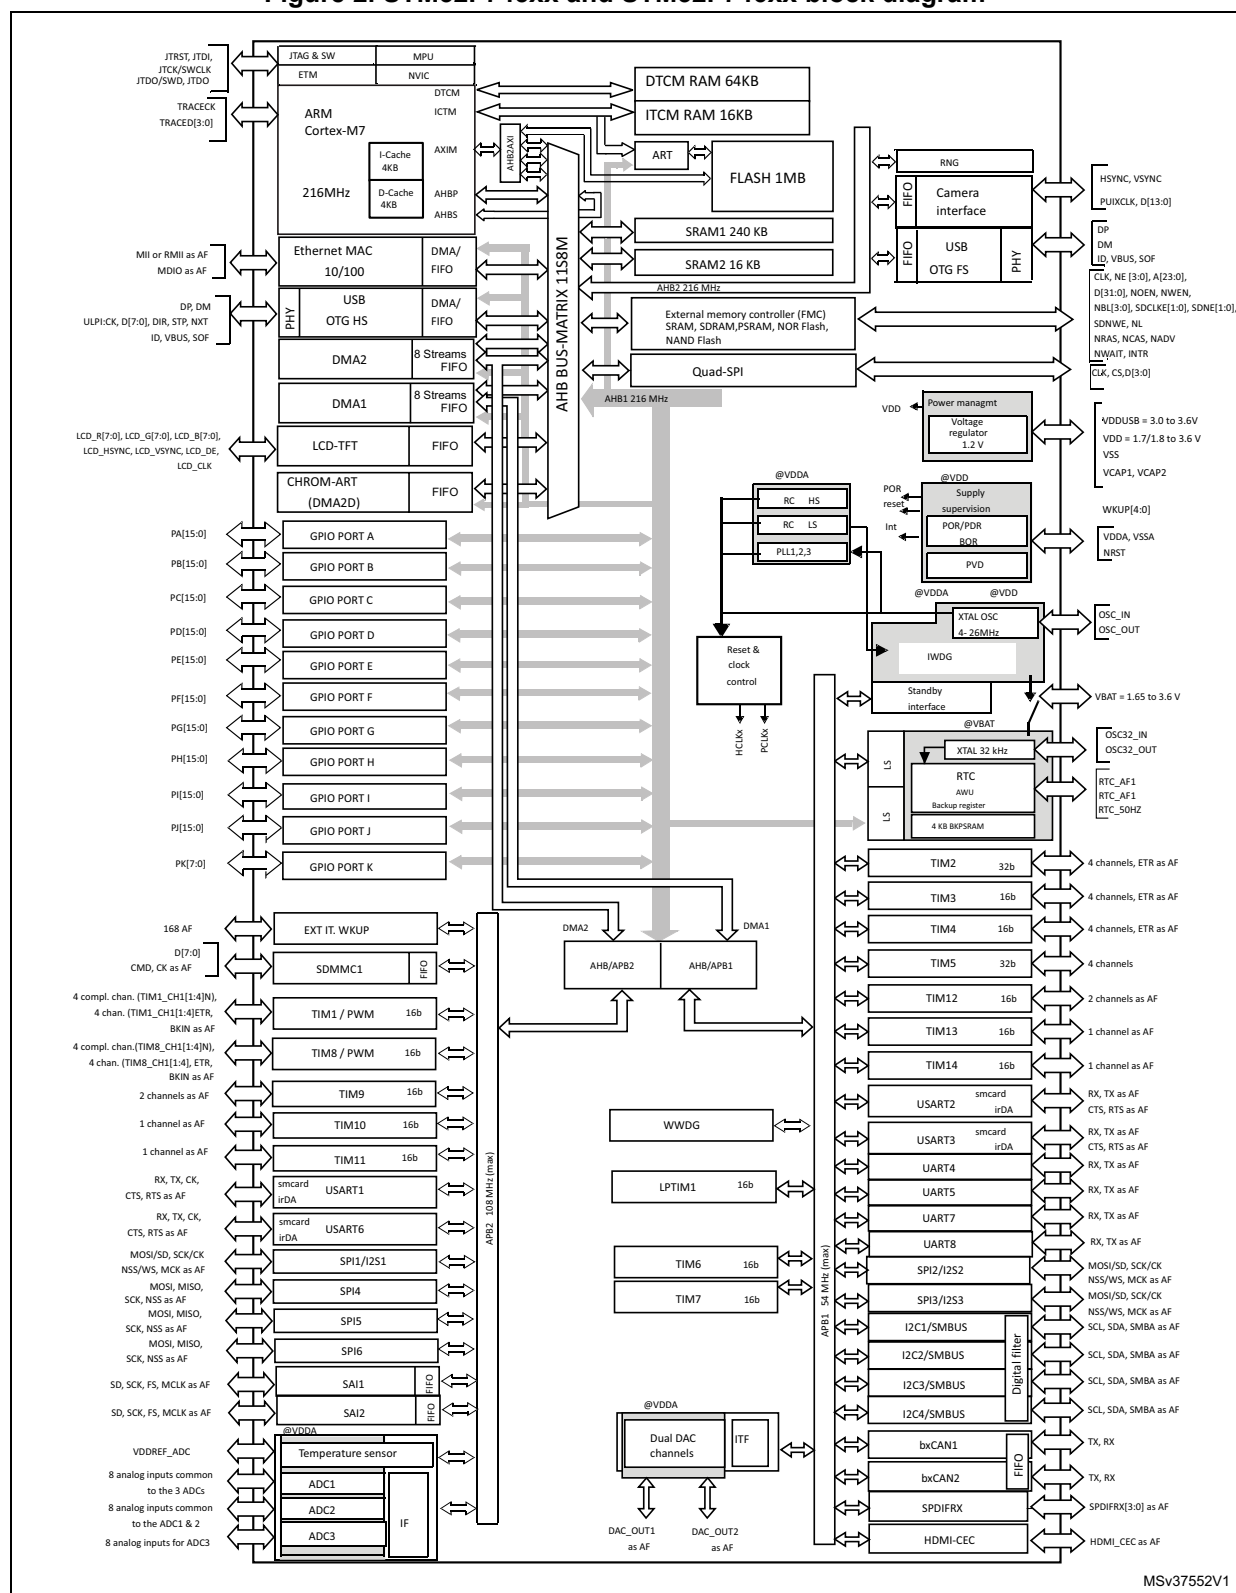 JTRST, JTDI,
JTCK/SWCLK
JTDO/SWD, JTDO
TRACECK
TRACED[3:0]
JTAG & SW
MPU
ETM
NVIC
ARM
Cortex-M7
216MHz
I-Cache
4KB
D-Cache
4KB
DTCM
ICTM
AXIM
AHBP
AHBS
AHB2AXI
DTCM RAM 64KB
ITCM RAM 16KB
ART
FLASH 1MB
SRAM1 240 KB
SRAM2 16 KB
AHB2 216 MHz
External memory controller (FMC)
SRAM, SDRAM,PSRAM, NOR Flash,
NAND Flash
Quad-SPI
AHB1 216 MHz
AHB BUS-MATRIX 11S8M
RNG
FIFO
Camera
interface
HSYNC, VSYNC
PUIXCLK, D[13:0]
FIFO
USB
OTG FS
PHY
DP
DM
ID, VBUS, SOF
CLK, NE [3:0], A[23:0],
D[31:0], NOEN, NWEN,
NBL[3:0], SDCLKE[1:0], SDNE[1:0],
SDNWE, NL
NRAS, NCAS, NADV
NWAIT, INTR
CLK, CS,D[3:0]
MII or RMII as AF
MDIO as AF
Ethernet MAC
10/100
DMA/
FIFO
DP, DM
ULPI:CK, D[7:0], DIR, STP, NXT
ID, VBUS, SOF
PHY
USB
OTG HS
DMA/
FIFO
DMA2
8 Streams
FIFO
DMA1
8 Streams
FIFO
LCD_R[7:0], LCD_G[7:0], LCD_B[7:0],
LCD_HSYNC, LCD_VSYNC, LCD_DE,
LCD_CLK
LCD-TFT
FIFO
CHROM-ART
(DMA2D)
FIFO
VDD
Power managmt
Voltage
regulator
1.2 V
VDDUSB = 3.0 to 3.6V
VDD = 1.7/1.8 to 3.6 V
VSS
VCAP1, VCAP2
@VDDA
RC HS
RC LS
PLL1,2,3
@VDD
POR
reset
Int
Supply
supervision
POR/PDR
BOR
PVD
WKUP[4:0]
VDDA, VSSA
NRST
@VDDA
@VDD
XTAL OSC
4- 26MHz
IWDG
OSC_IN
OSC_OUT
Reset &
clock
control
HCLKx
PCLKx
Standby
interface
VBAT = 1.65 to 3.6 V
@VBAT
LS
LS
XTAL 32 kHz
RTC
AWU
Backup register
4 KB BKPSRAM
OSC32_IN
OSC32_OUT
RTC_AF1
RTC_AF1
RTC_50HZ
PA[15:0]
GPIO PORT A
PB[15:0]
GPIO PORT B
PC[15:0]
GPIO PORT C
PD[15:0]
GPIO PORT D
PE[15:0]
GPIO PORT E
PF[15:0]
GPIO PORT F
PG[15:0]
GPIO PORT G
PH[15:0]
GPIO PORT H
PI[15:0]
GPIO PORT I
PJ[15:0]
GPIO PORT J
PK[7:0]
GPIO PORT K
DMA2
DMA1
AHB/APB2
AHB/APB1
168 AF
EXT IT. WKUP
D[7:0]
CMD, CK as AF
SDMMC1
FIFO
4 compl. chan. (TIM1_CH1[1:4]N),
4 chan. (TIM1_CH1[1:4]ETR,
BKIN as AF
TIM1 / PWM
16b
4 compl. chan.(TIM8_CH1[1:4]N),
4 chan. (TIM8_CH1[1:4], ETR,
BKIN as AF
TIM8 / PWM
16b
2 channels as AF
TIM9
16b
1 channel as AF
TIM10
16b
1 channel as AF
TIM11
16b
RX, TX, CK,
CTS, RTS as AF
smcard
irDA
USART1
RX, TX, CK,
CTS, RTS as AF
smcard
irDA
USART6
MOSI/SD, SCK/CK
NSS/WS, MCK as AF
SPI1/I2S1
MOSI, MISO,
SCK, NSS as AF
SPI4
MOSI, MISO,
SCK, NSS as AF
SPI5
MOSI, MISO,
SCK, NSS as AF
SPI6
SD, SCK, FS, MCLK as AF
SAI1
FIFO
SD, SCK, FS, MCLK as AF
SAI2
FIFO
@VDDA
VDDREF_ADC
Temperature sensor
8 analog inputs common
to the 3 ADCs
ADC1
8 analog inputs common
to the ADC1 & 2
ADC2
8 analog inputs for ADC3
ADC3
IF
APB2 108 MHz (max)
WWDG
LPTIM1
16b
TIM6
16b
TIM7
16b
@VDDA
Dual DAC
channels
ITF
DAC_OUT1
as AF
DAC_OUT2
as AF
APB1 54 MHz (max)
TIM2
32b
4 channels, ETR as AF
TIM3
16b
4 channels, ETR as AF
TIM4
16b
4 channels, ETR as AF
TIM5
32b
4 channels
TIM12
16b
2 channels as AF
TIM13
16b
1 channel as AF
TIM14
16b
1 channel as AF
USART2
smcard
irDA
RX, TX as AF
CTS, RTS as AF
USART3
smcard
irDA
RX, TX as AF
CTS, RTS as AF
UART4
RX, TX as AF
UART5
RX, TX as AF
UART7
RX, TX as AF
UART8
RX, TX as AF
SPI2/I2S2
MOSI/SD, SCK/CK
NSS/WS, MCK as AF
SPI3/I2S3
MOSI/SD, SCK/CK
NSS/WS, MCK as AF
I2C1/SMBUS
SCL, SDA, SMBA as AF
I2C2/SMBUS
SCL, SDA, SMBA as AF
I2C3/SMBUS
SCL, SDA, SMBA as AF
I2C4/SMBUS
SCL, SDA, SMBA as AF
Digital filter
bxCAN1
TX, RX
bxCAN2
TX, RX
FIFO
SPDIFRX
SPDIFRX[3:0] as AF
HDMI-CEC
HDMI_CEC as AF
MSv37552V1